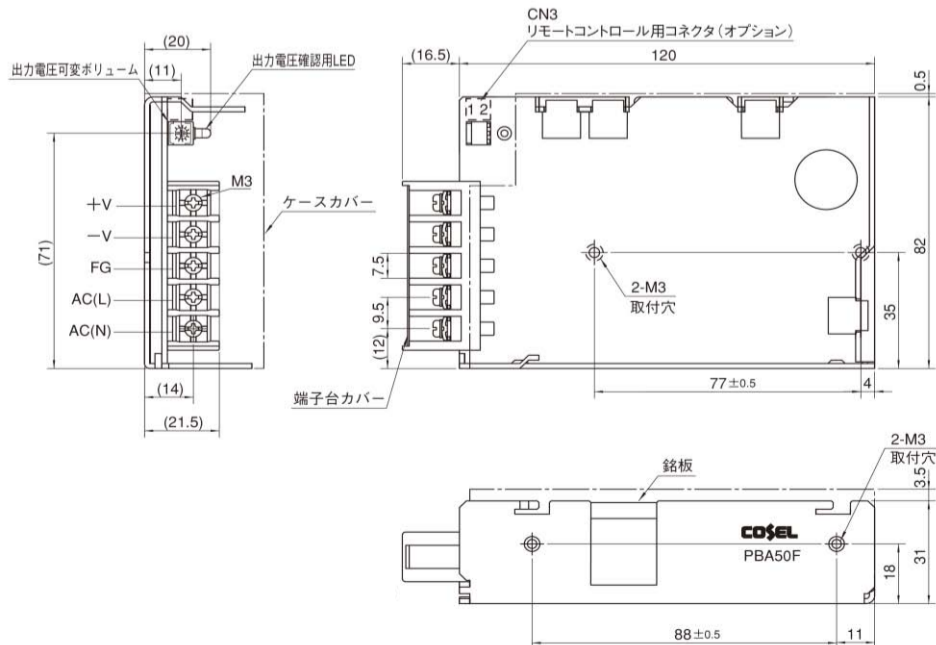 CN3
リモートコントロール用コネクタ(オプション)
(20)
(16.5)
120
出力電圧可変ボリューム
(11)
出力電圧確認用LED
0.5
1 2
M3
+V
ケースカバー
−V
(71)
FG
7.5
82
2-M3
取付穴
AC(L)
9.5
35
AC(N)
(12)
77±0.5
4
(14)
端子台カバー
(21.5)
2-M3
取付穴
銘板
3.5
COSEL
PBA50F
18
31
88±0.5
11